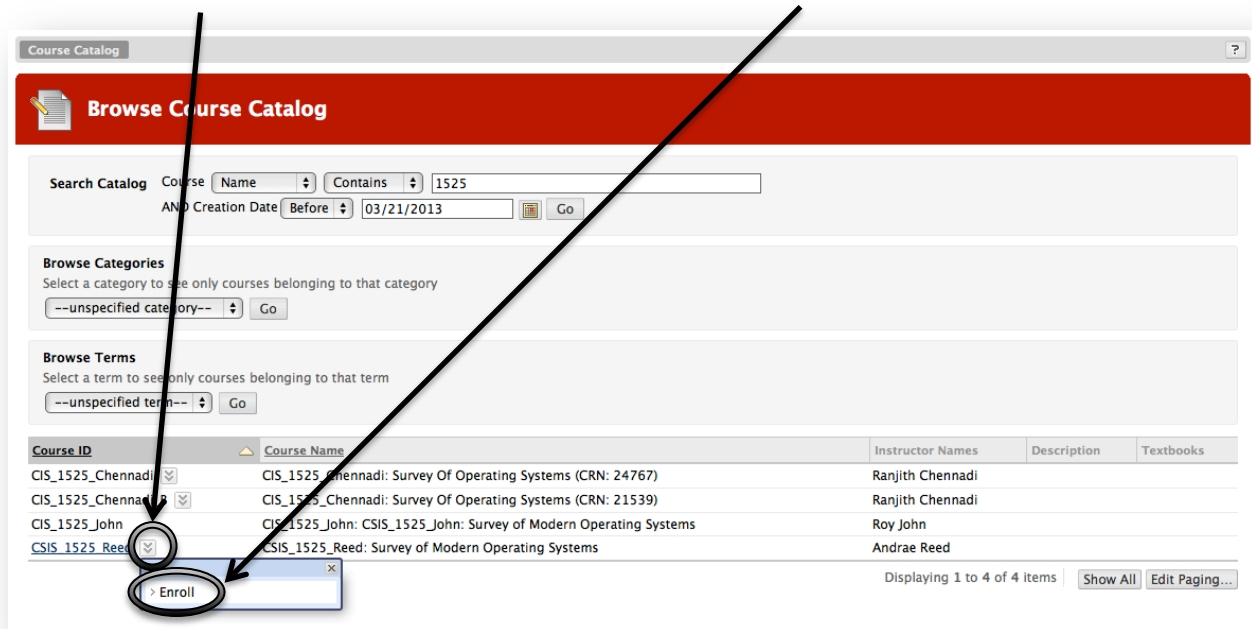 Course Catalog ?
Browse Course Catalog
Search Catalog Course Name Contains 1525
AND Creation Date Before 03/21/2013 Go
Browse Categories
Select a category to see only courses belonging to that category
--unspecified category-- Go
Browse Terms
Select a term to see only courses belonging to that term
--unspecified term-- Go
Course ID Course Name Instructor Names Description Textbooks
CIS_1525_Chennadi CIS_1525_Chennadi: Survey Of Operating Systems (CRN: 24767) Ranjith Chennadi
CIS_1525_Chennadi_B CIS_1525_Chennadi: Survey Of Operating Systems (CRN: 21539) Ranjith Chennadi
CIS_1525_John CIS_1525_John: CSIS_1525_John: Survey of Modern Operating Systems Roy John
CSIS_1525_Reed CSIS_1525_Reed: Survey of Modern Operating Systems Andrae Reed
> Enroll
Displaying 1 to 4 of 4 items Show All Edit Paging...